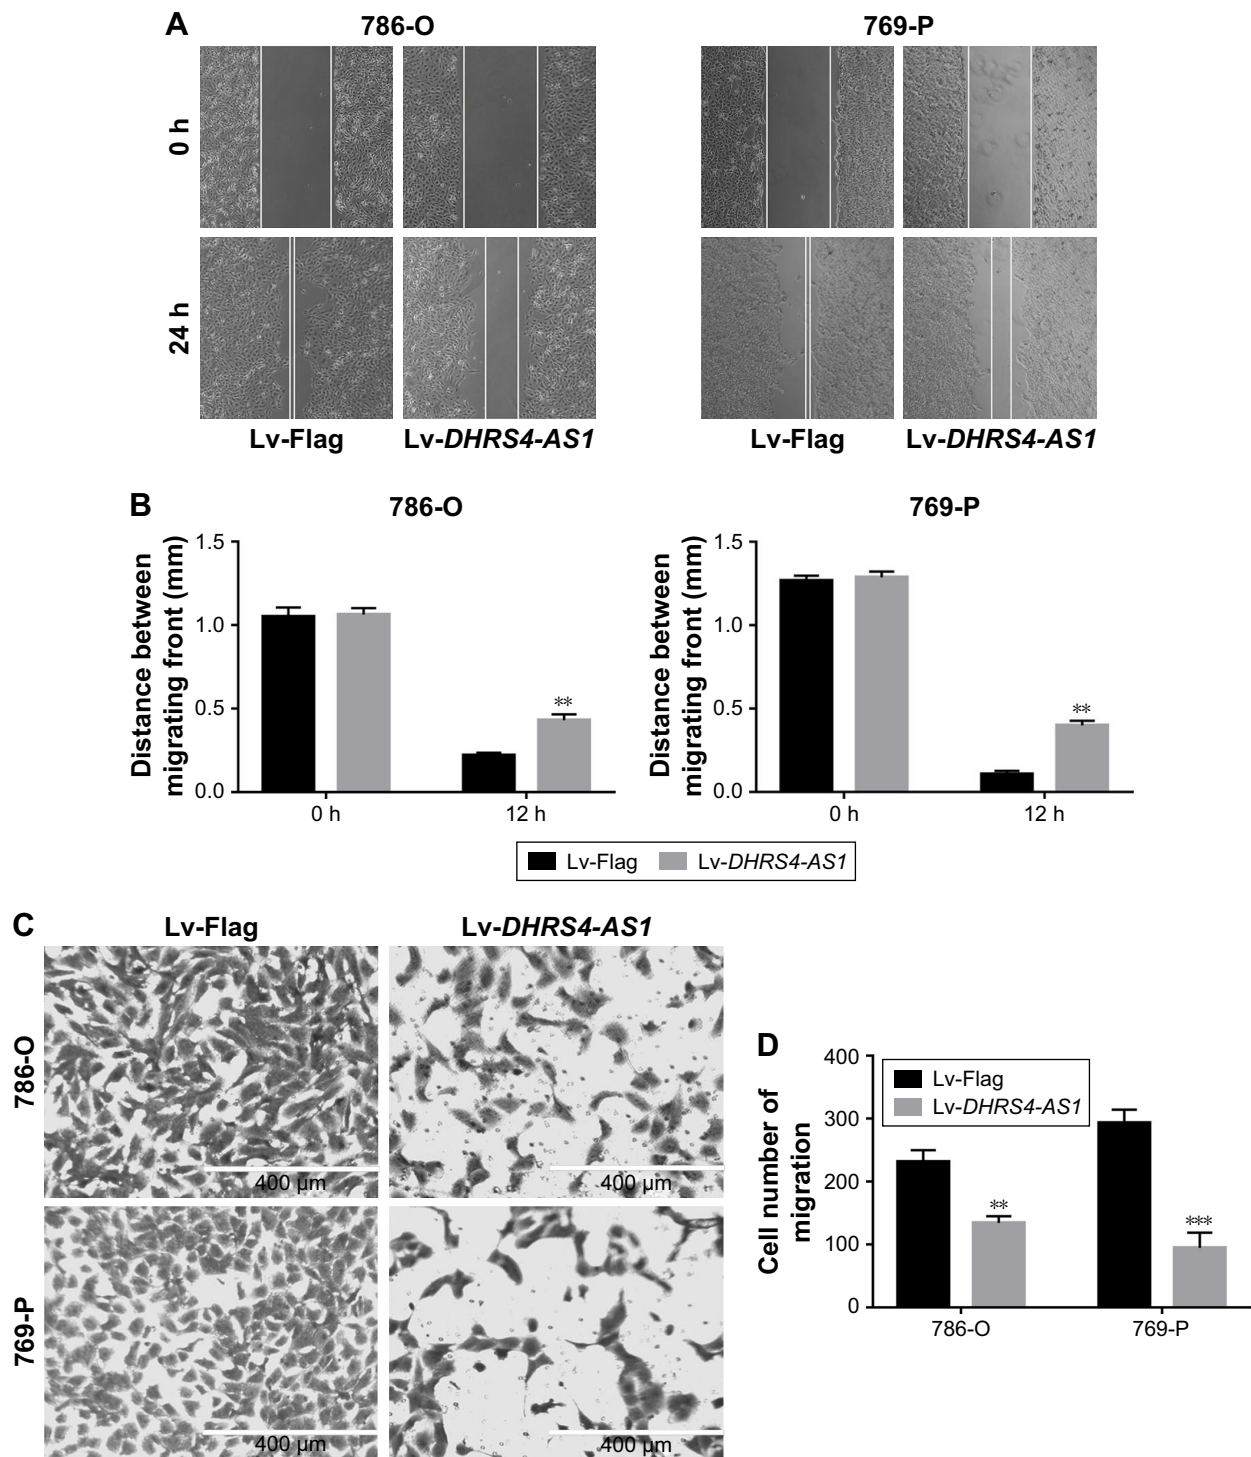 A
786-O
769-P
0 h
24 h
Lv-Flag
Lv-DHRS4-AS1
Lv-Flag
Lv-DHRS4-AS1
B
786-O
Distance between
migrating front (mm)
1.5
1.0
0.5
0.0
**
0 h
12 h
769-P
Distance between
migrating front (mm)
1.5
1.0
0.5
0.0
**
0 h
12 h
Lv-Flag
Lv-DHRS4-AS1
C
Lv-Flag
Lv-DHRS4-AS1
786-O
400 µm
400 µm
769-P
400 µm
400 µm
D
Cell number of
migration
400
300
200
100
0
Lv-Flag
Lv-DHRS4-AS1
**
***
786-O
769-P